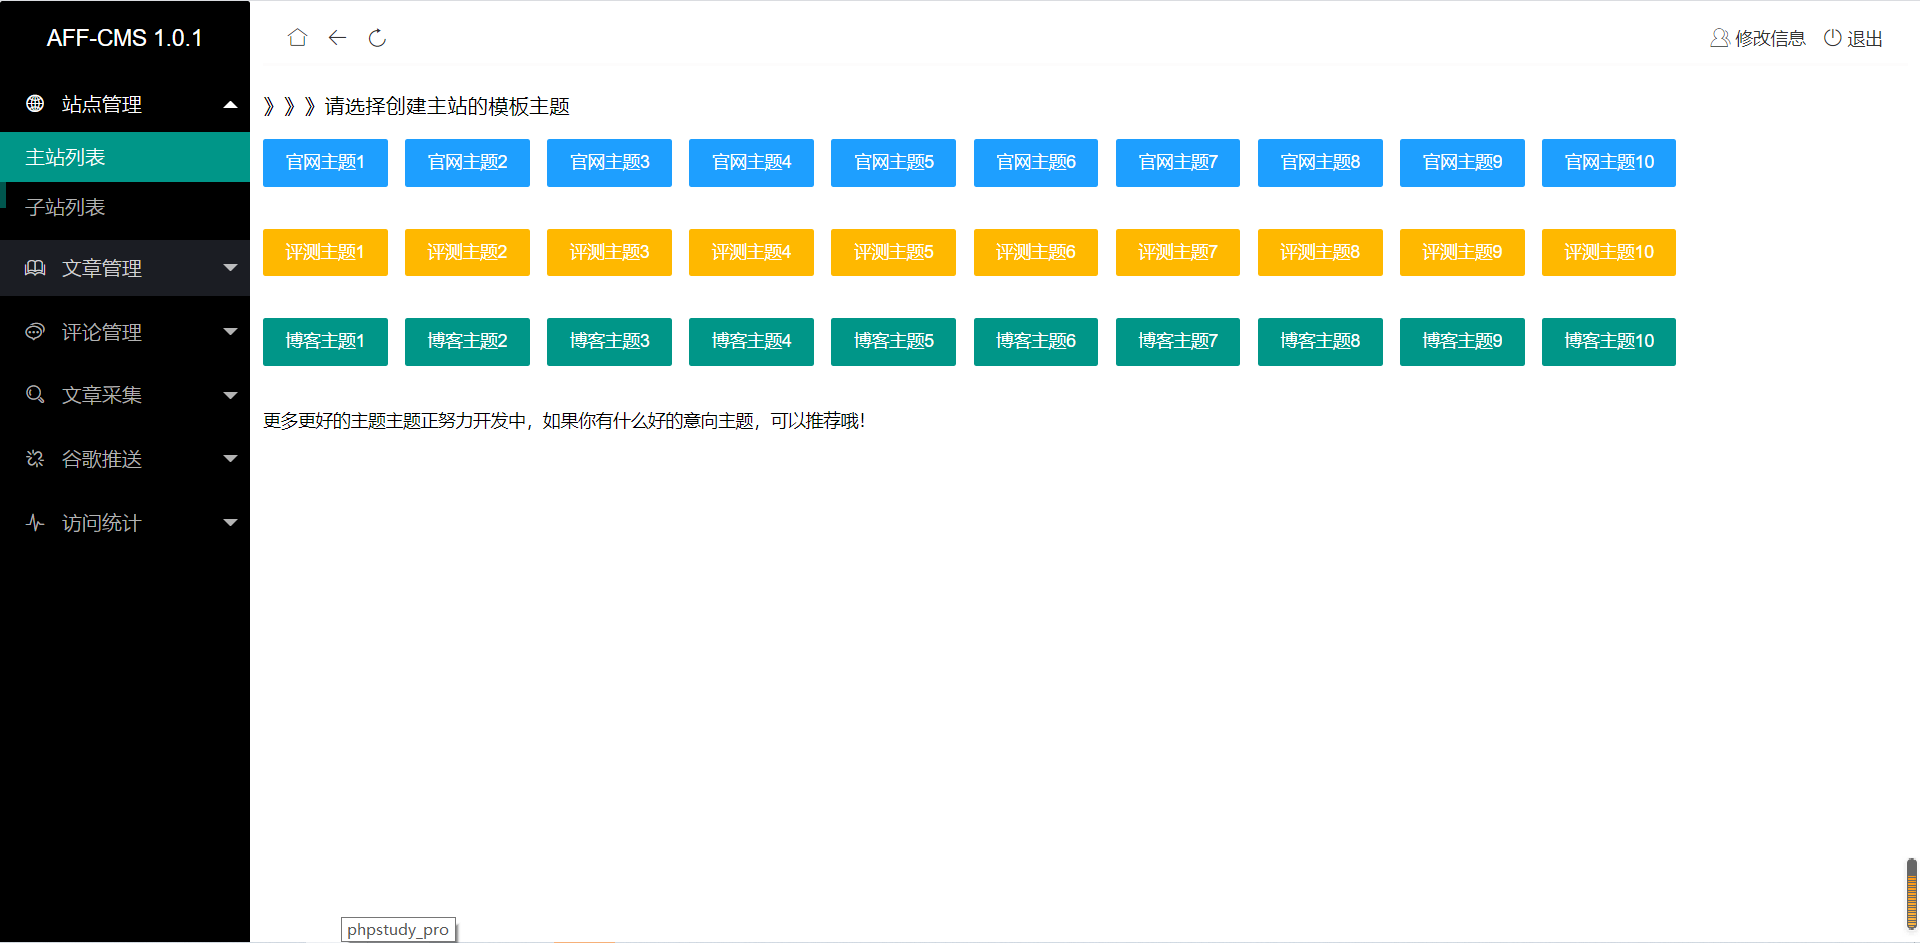 AFF-CMS 1.0.1
站点管理
主站列表
子站列表
文章管理
评论管理
文章采集
谷歌推送
访问统计
修改信息 退出
》》》请选择创建主站的模板主题
官网主题1 官网主题2 官网主题3 官网主题4 官网主题5 官网主题6 官网主题7 官网主题8 官网主题9 官网主题10
评测主题1 评测主题2 评测主题3 评测主题4 评测主题5 评测主题6 评测主题7 评测主题8 评测主题9 评测主题10
博客主题1 博客主题2 博客主题3 博客主题4 博客主题5 博客主题6 博客主题7 博客主题8 博客主题9 博客主题10
更多更好的主题主题正努力开发中，如果你有什么好的意向主题，可以推荐哦！
phpstudy_pro